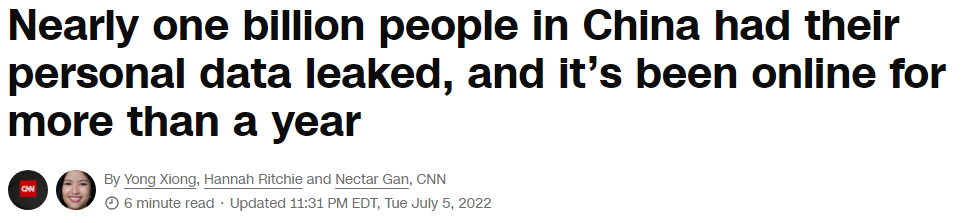 Nearly one billion people in China had their
personal data leaked, and it’s been online for
more than a year
CNN
By Yong Xiong, Hannah Ritchie and Nectar Gan, CNN
6 minute read · Updated 11:31 PM EDT, Tue July 5, 2022